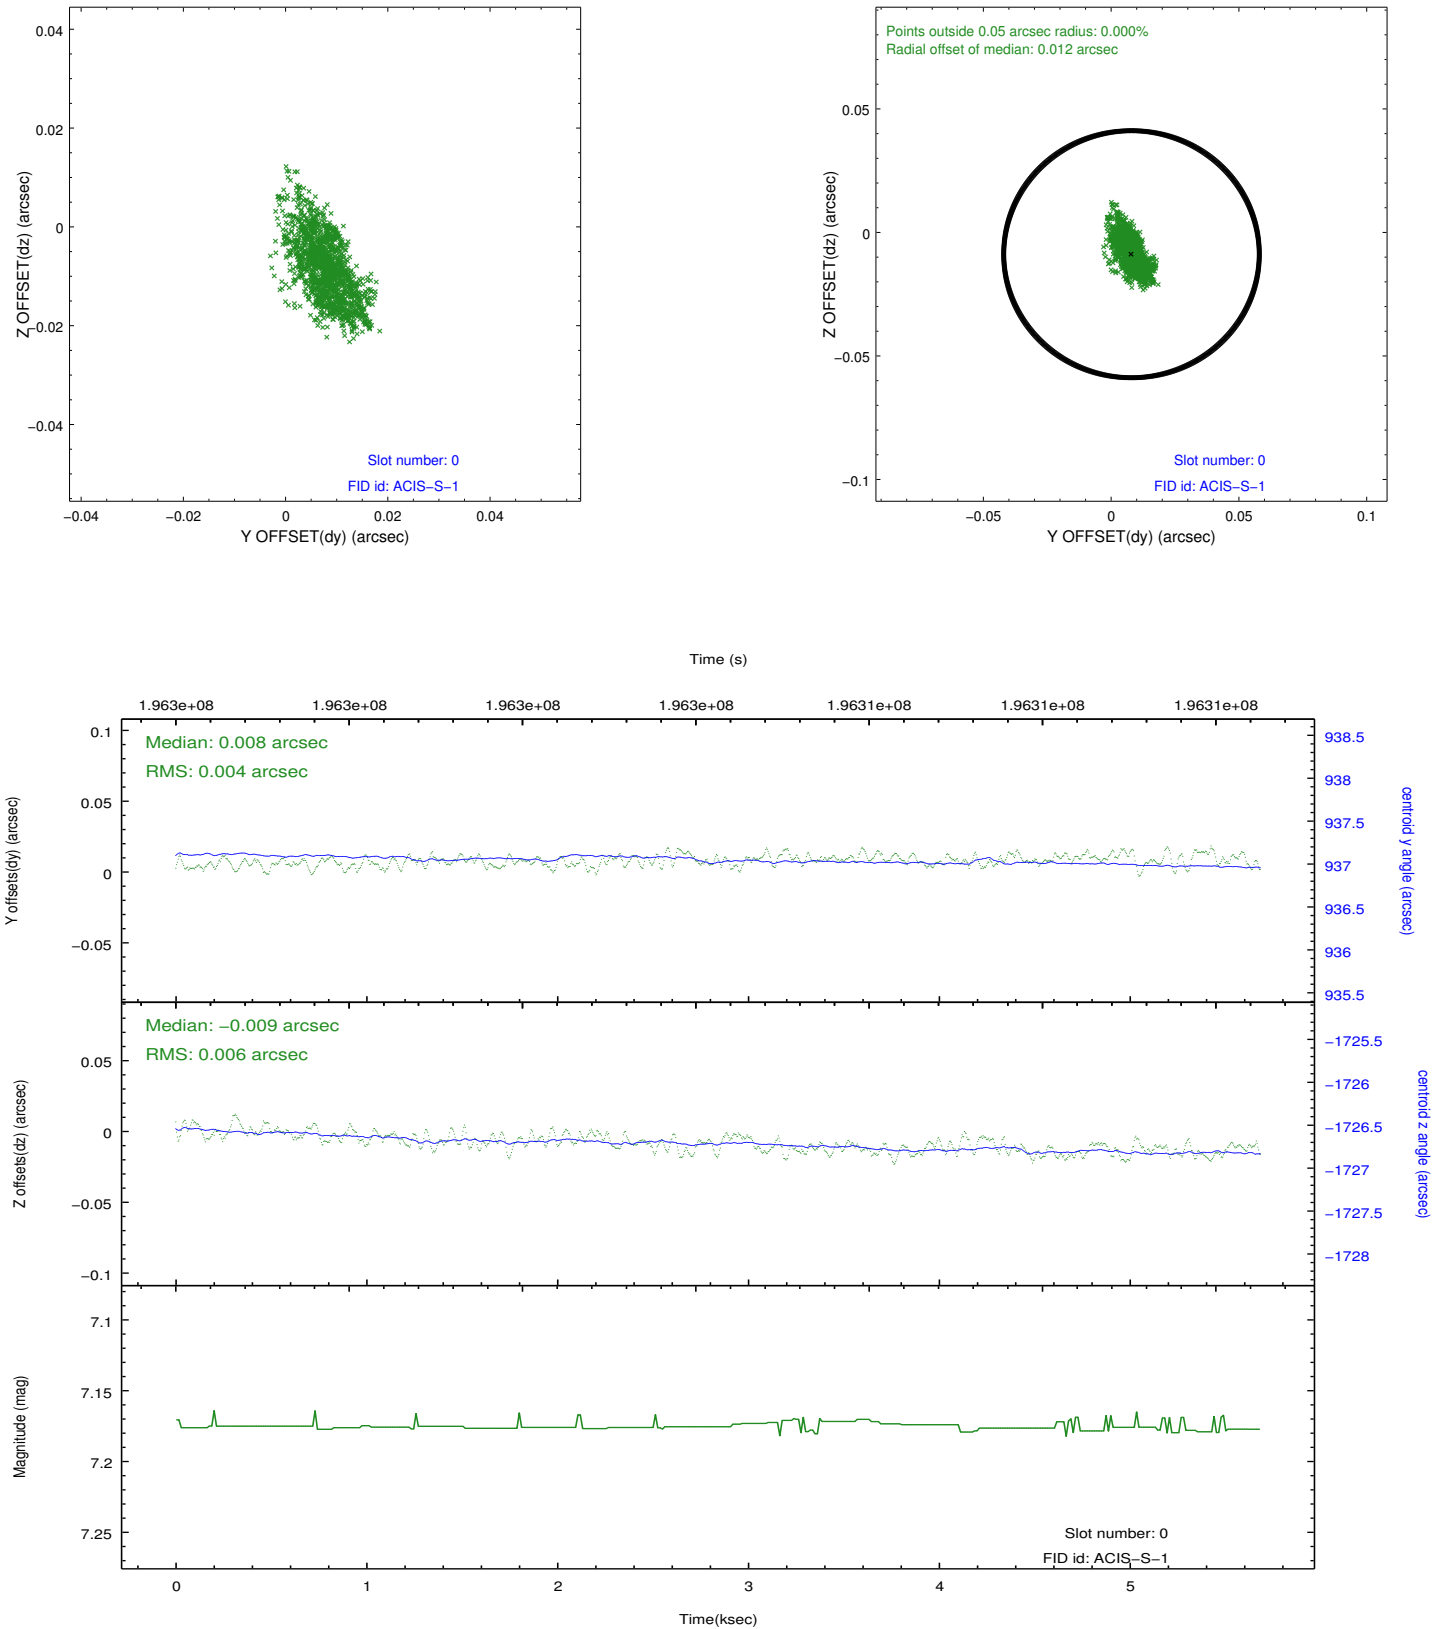 0.04
0.02
0
−0.02
−0.04
Z OFFSET(dz) (arcsec)
Slot number: 0
FID id: ACIS−S−1
−0.04
−0.02
0
0.02
0.04
Y OFFSET(dy) (arcsec)
Points outside 0.05 arcsec radius: 0.000%
Radial offset of median: 0.012 arcsec
0.05
0
−0.05
−0.1
Z OFFSET(dz) (arcsec)
Slot number: 0
FID id: ACIS−S−1
−0.05
0
0.05
0.1
Y OFFSET(dy) (arcsec)
Time (s)
1.963e+08
1.963e+08
1.963e+08
1.963e+08
1.9631e+08
1.9631e+08
1.9631e+08
Median: 0.008 arcsec
RMS: 0.004 arcsec
0.1
0.05
0
−0.05
Y offsets(dy) (arcsec)
938.5
938
937.5
937
936.5
936
935.5
centroid y angle (arcsec)
Median: −0.009 arcsec
RMS: 0.006 arcsec
0.05
0
−0.05
−0.1
Z offsets(dz) (arcsec)
−1725.5
−1726
−1726.5
−1727
−1727.5
−1728
centroid z angle (arcsec)
7.1
7.15
7.2
7.25
Magnitude (mag)
Slot number: 0
FID id: ACIS−S−1
0
1
2
3
4
5
Time(ksec)